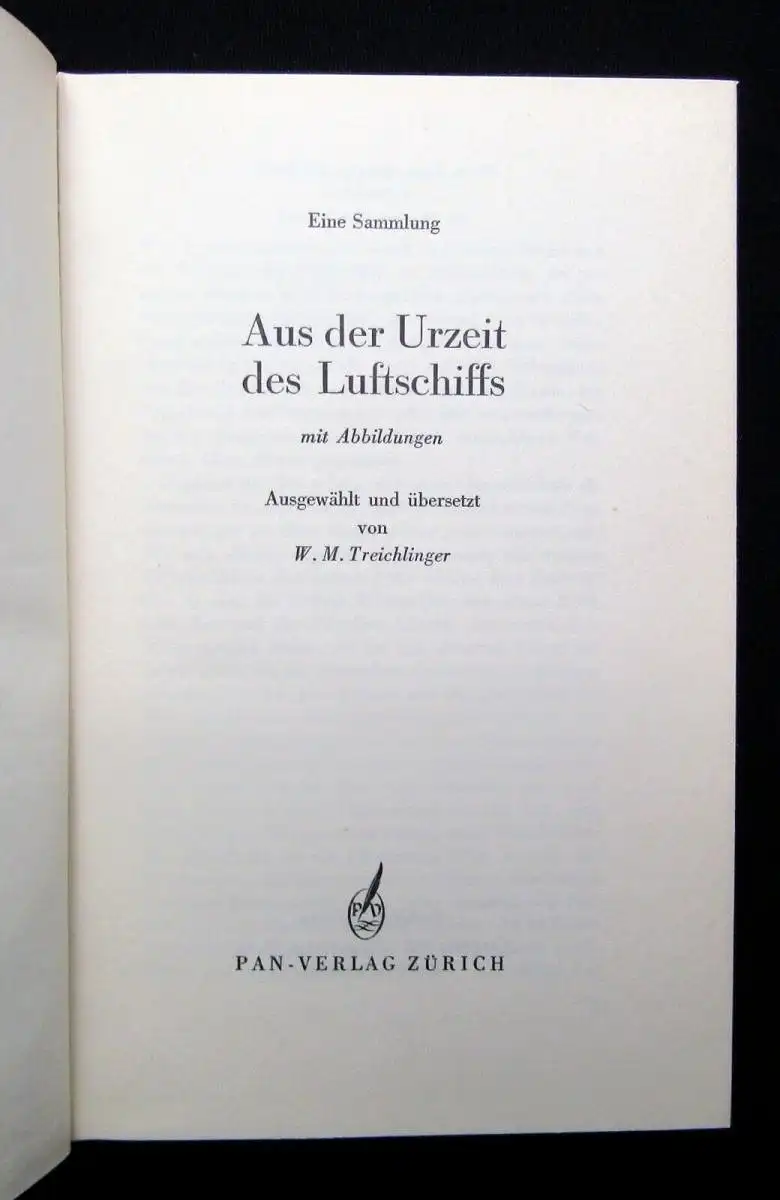 Eine Sammlung
Aus der Urzeit
des Luftschiffs
mit Abbildungen
Ausgewählt und übersetzt
von
W. M. Treichlinger
P V
PAN-VERLAG ZÜRICH